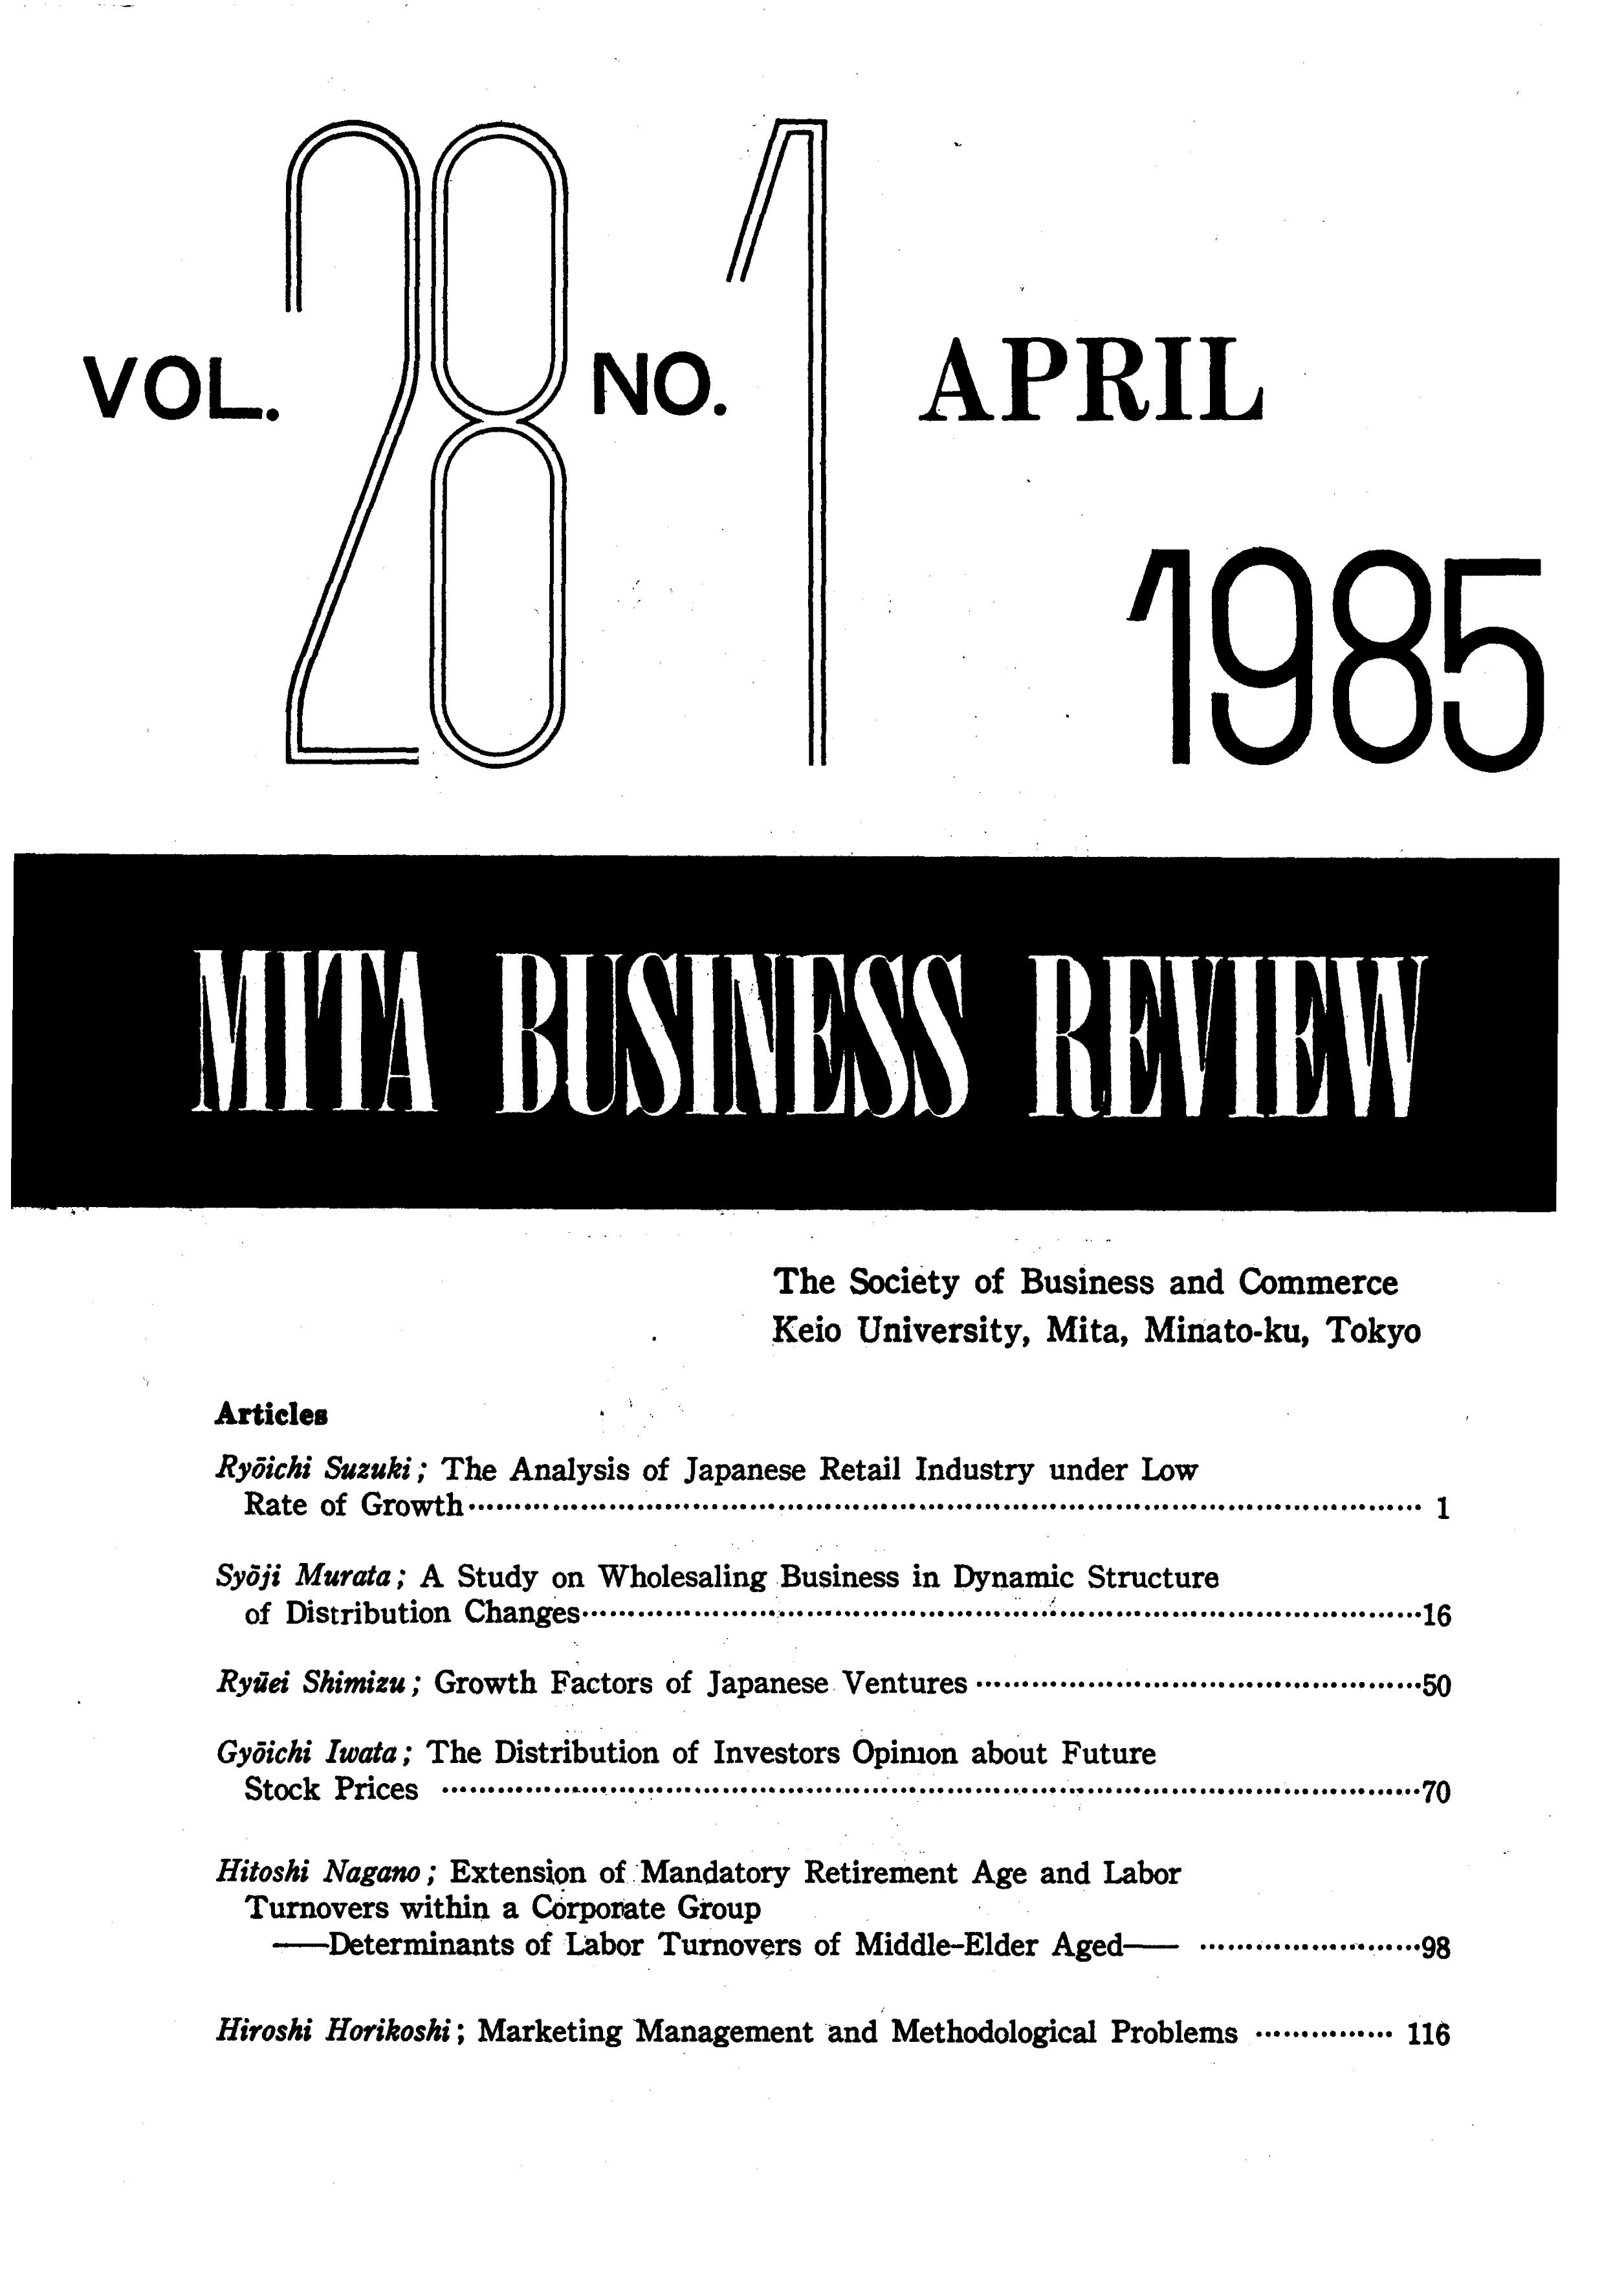 VOL. 28 NO. 1 APRIL
1985
MITA BUSINESS REVIEW
The Society of Business and Commerce
Keio University, Mita, Minato-ku, Tokyo
Articles
Ryōichi Suzuki; The Analysis of Japanese Retail Industry under Low
Rate of Growth 1
Syōji Murata; A Study on Wholesaling Business in Dynamic Structure
of Distribution Changes 16
Ryūei Shimizu; Growth Factors of Japanese Ventures 50
Gyōichi Iwata; The Distribution of Investors Opinion about Future
Stock Prices 70
Hitoshi Nagano; Extension of Mandatory Retirement Age and Labor
Turnovers within a Corporate Group
——Determinants of Labor Turnovers of Middle-Elder Aged—— 98
Hiroshi Horikoshi; Marketing Management and Methodological Problems 116